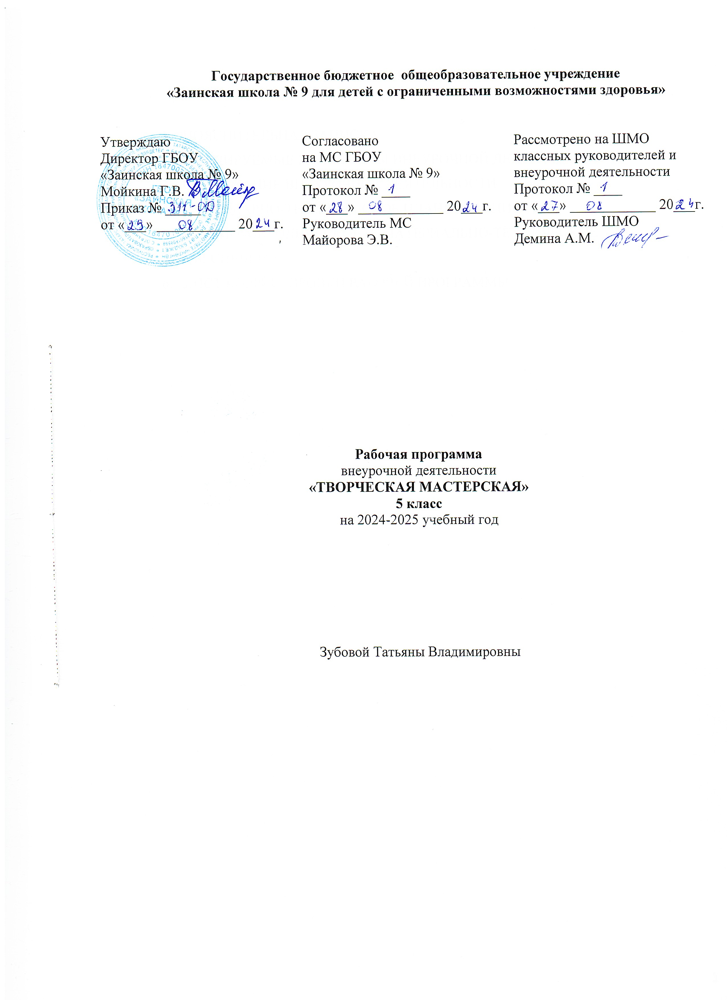 Государственное бюджетное общеобразовательное учреждение
«Заинская школа № 9 для детей с ограниченными возможностями здоровья»
Утверждаю
Директор ГБОУ
«Заинская школа № 9»
Мойкина Г.В.
Приказ № 311-ОД
от «29» 08 2024г.
Согласовано
на МС ГБОУ
«Заинская школа № 9»
Протокол № 1
от «28» 08 2024г.
Руководитель МС
Майорова Э.В.
Рассмотрено на ШМО
классных руководителей и
внеурочной деятельности
Протокол № 1
от «27» 08 2024г.
Руководитель ШМО
Демина А.М.
Рабочая программа
внеурочной деятельности
«ТВОРЧЕСКАЯ МАСТЕРСКАЯ»
5 класс
на 2024-2025 учебный год
Зубовой Татьяны Владимировны